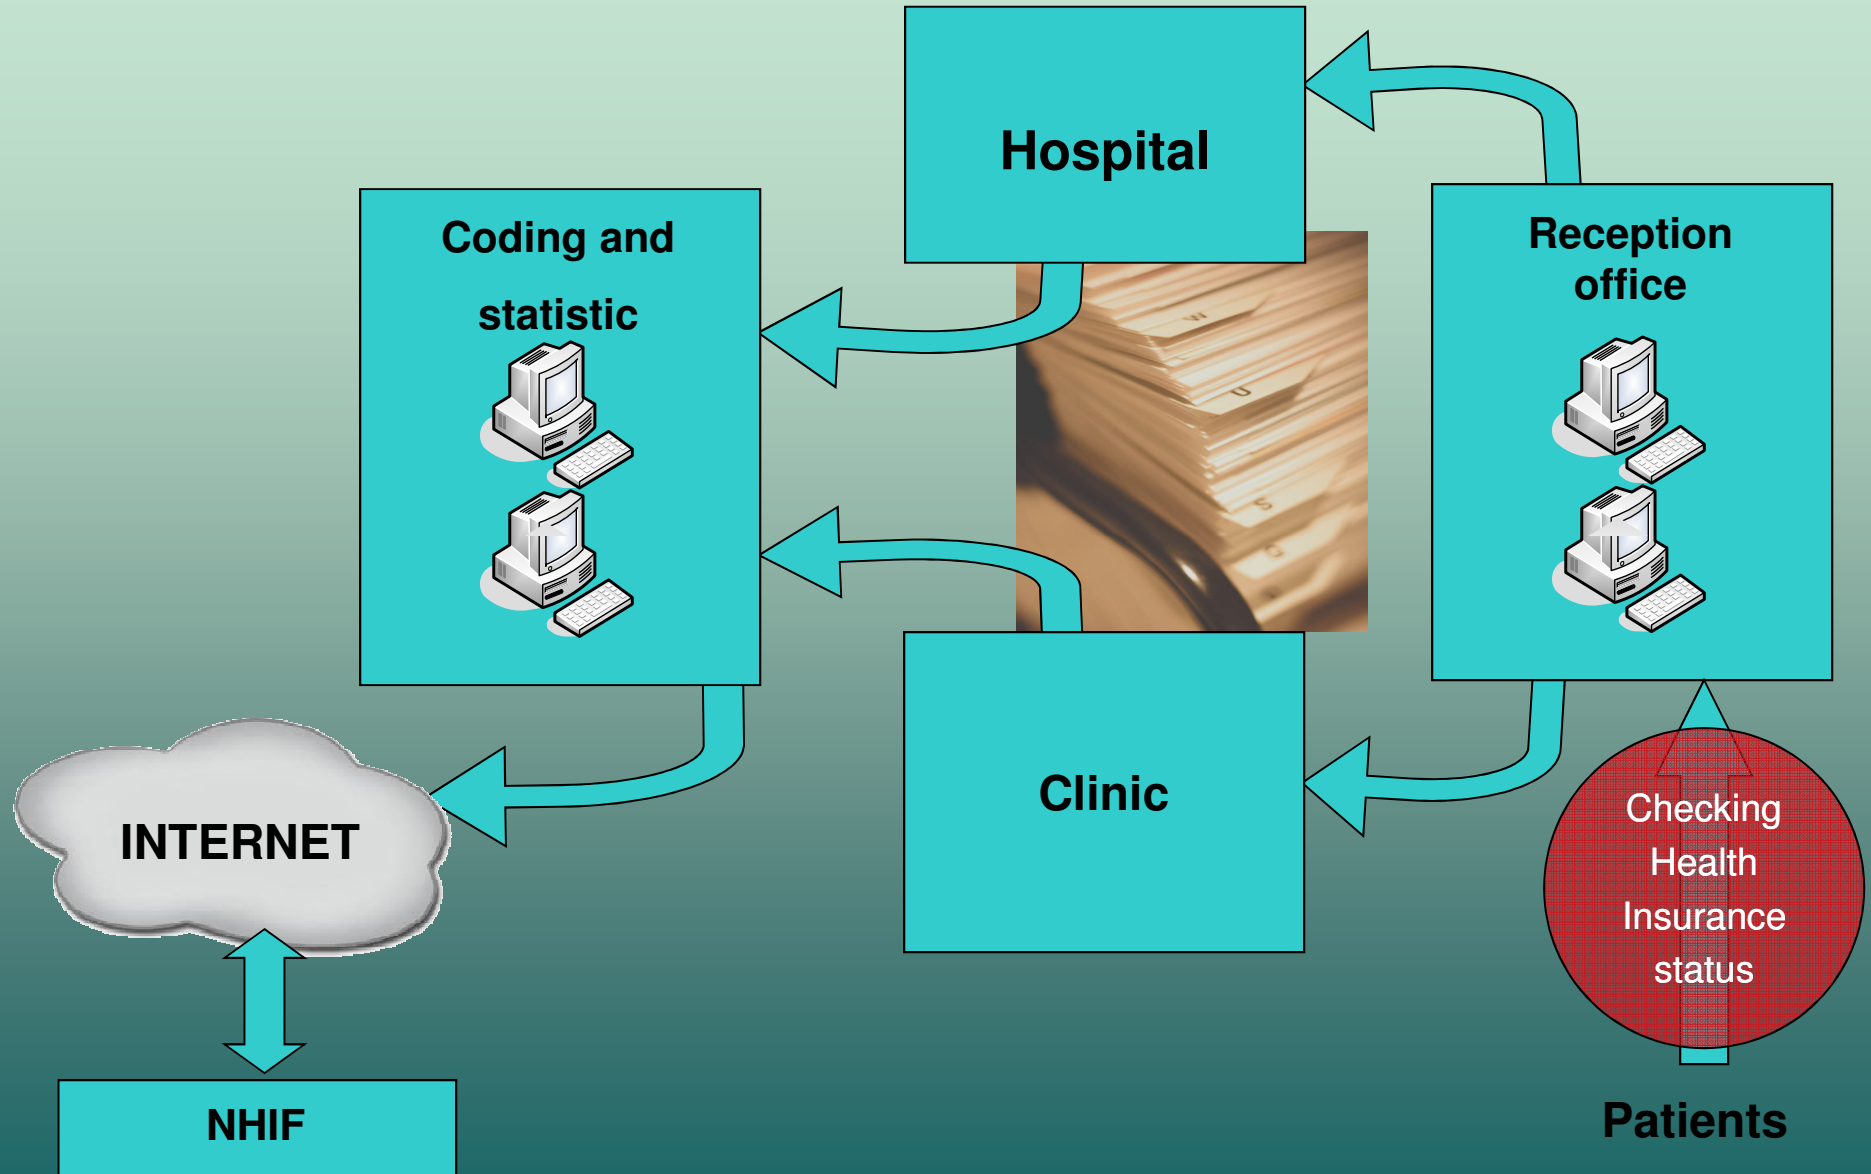 Hospital
Coding and
statistic
Reception
office
W
U
S
G
Clinic
Checking
Health
Insurance
status
INTERNET
NHIF
Patients